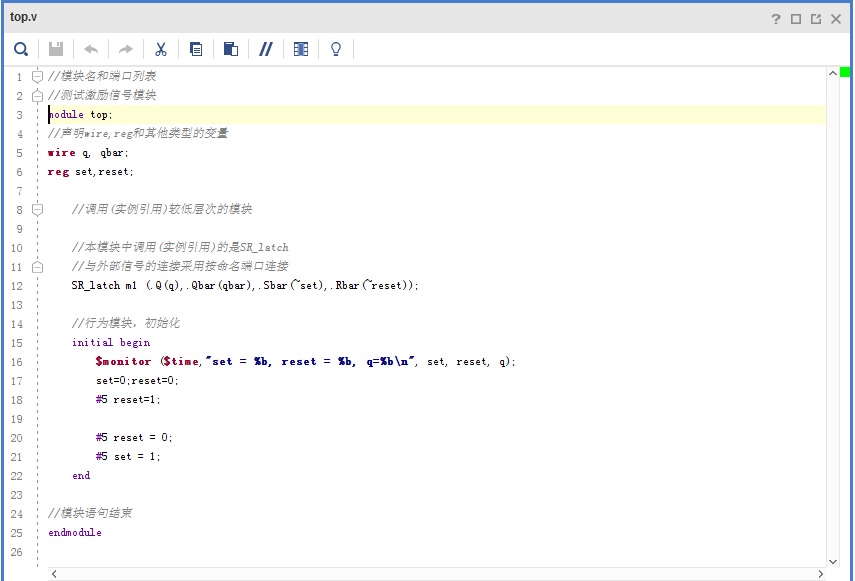 top.v
1 //模块名和端口列表
2 //测试激励信号模块
3 module top;
4 //声明wire,reg和其他类型的变量
5 wire q, qbar;
6 reg set,reset;
7
8 //调用(实例引用)较低层次的模块
9
10 //本模块中调用(实例引用)的是SR_latch
11 //与外部信号的连接采用按命名端口连接
12 SR_latch m1 (.Q(q),.Qbar(qbar),.Sbar(~set),.Rbar(~reset));
13
14 //行为模块，初始化
15 initial begin
16 $monitor ($time,"set = %b, reset = %b, q=%b\n", set, reset, q);
17 set=0;reset=0;
18 #5 reset=1;
19
20 #5 reset = 0;
21 #5 set = 1;
22 end
23
24 //模块语句结束
25 endmodule
26